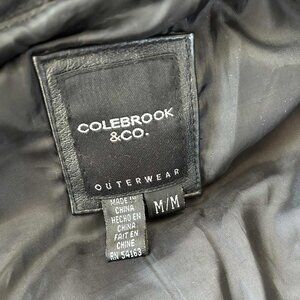 COLEBROOK
&CO.
OUTERWEAR
M/M
MADE IN
CHINA
HECHO EN
CHINA
FAIT EN
CHINE
RN 54163